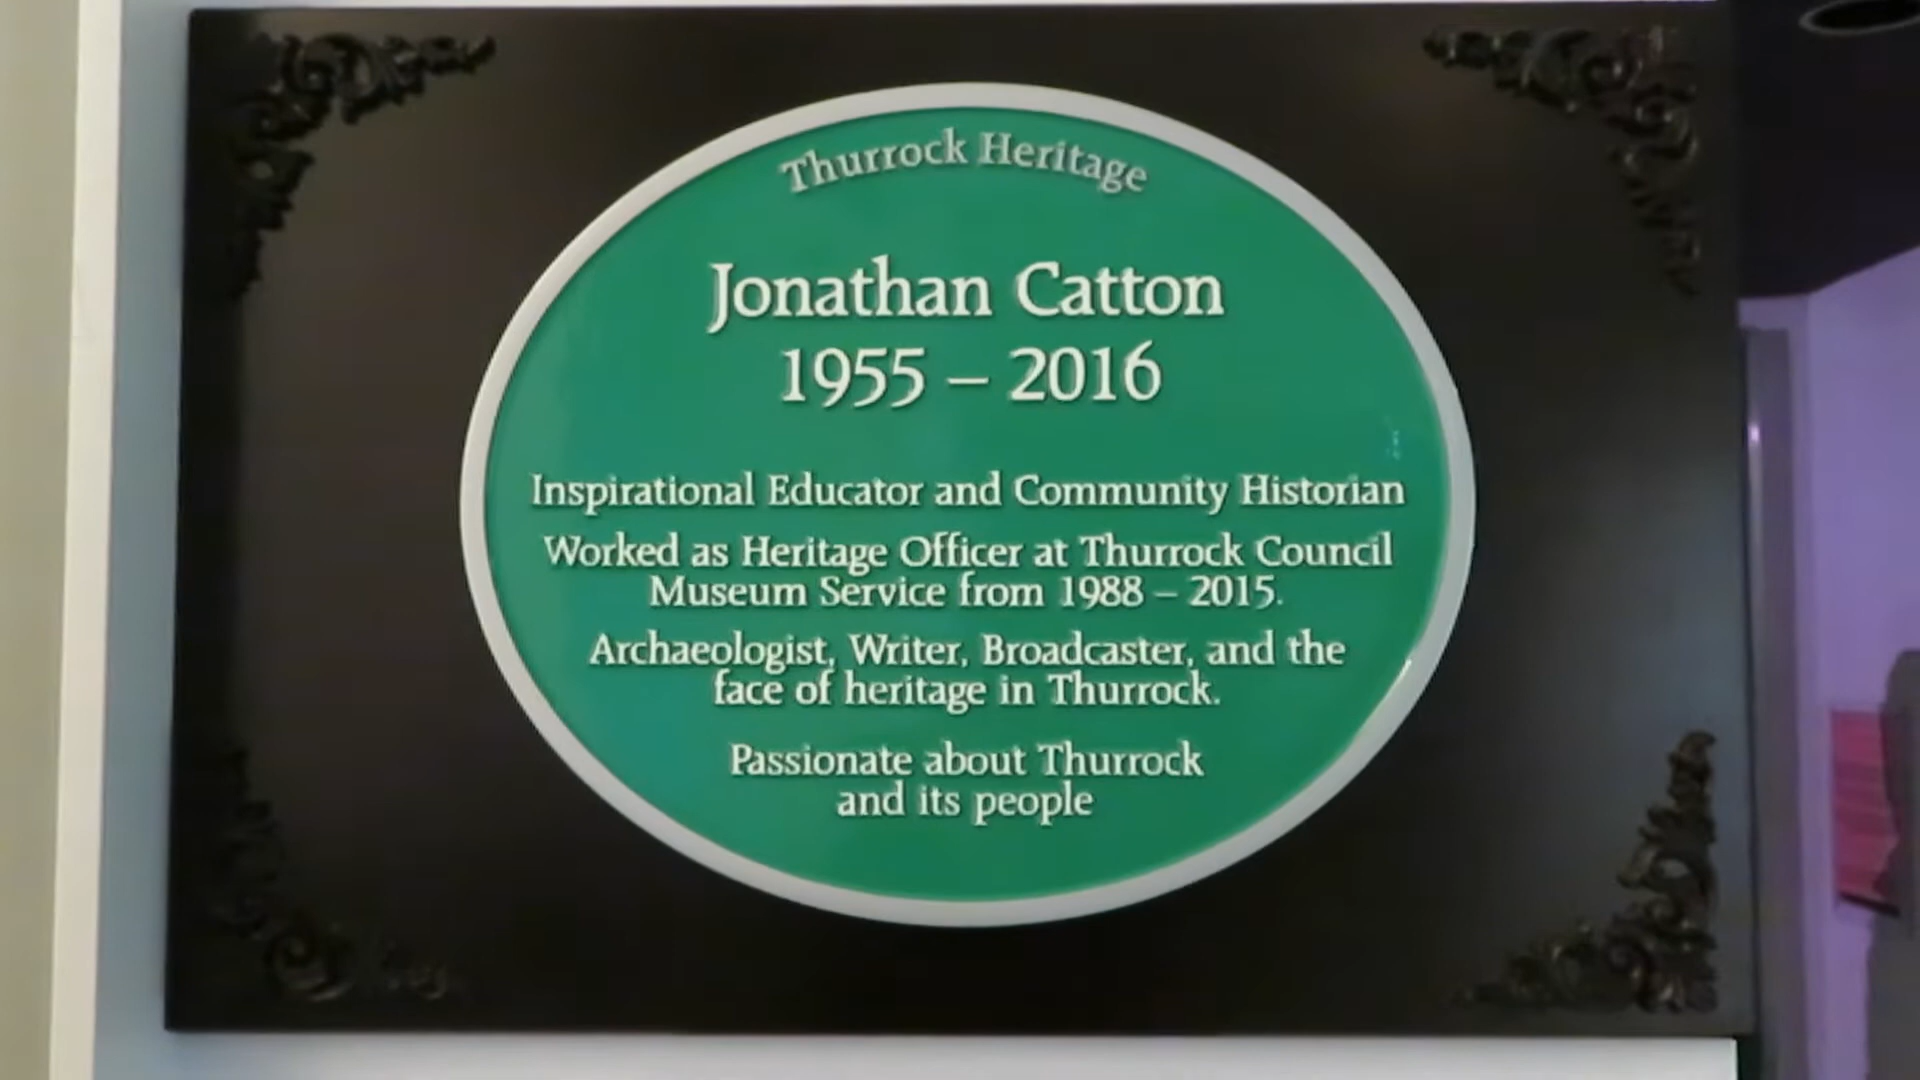 Thurrock Heritage
Jonathan Catton
1955 – 2016
Inspirational Educator and Community Historian
Worked as Heritage Officer at Thurrock Council
Museum Service from 1988 – 2015.
Archaeologist, Writer, Broadcaster, and the
face of heritage in Thurrock.
Passionate about Thurrock
and its people